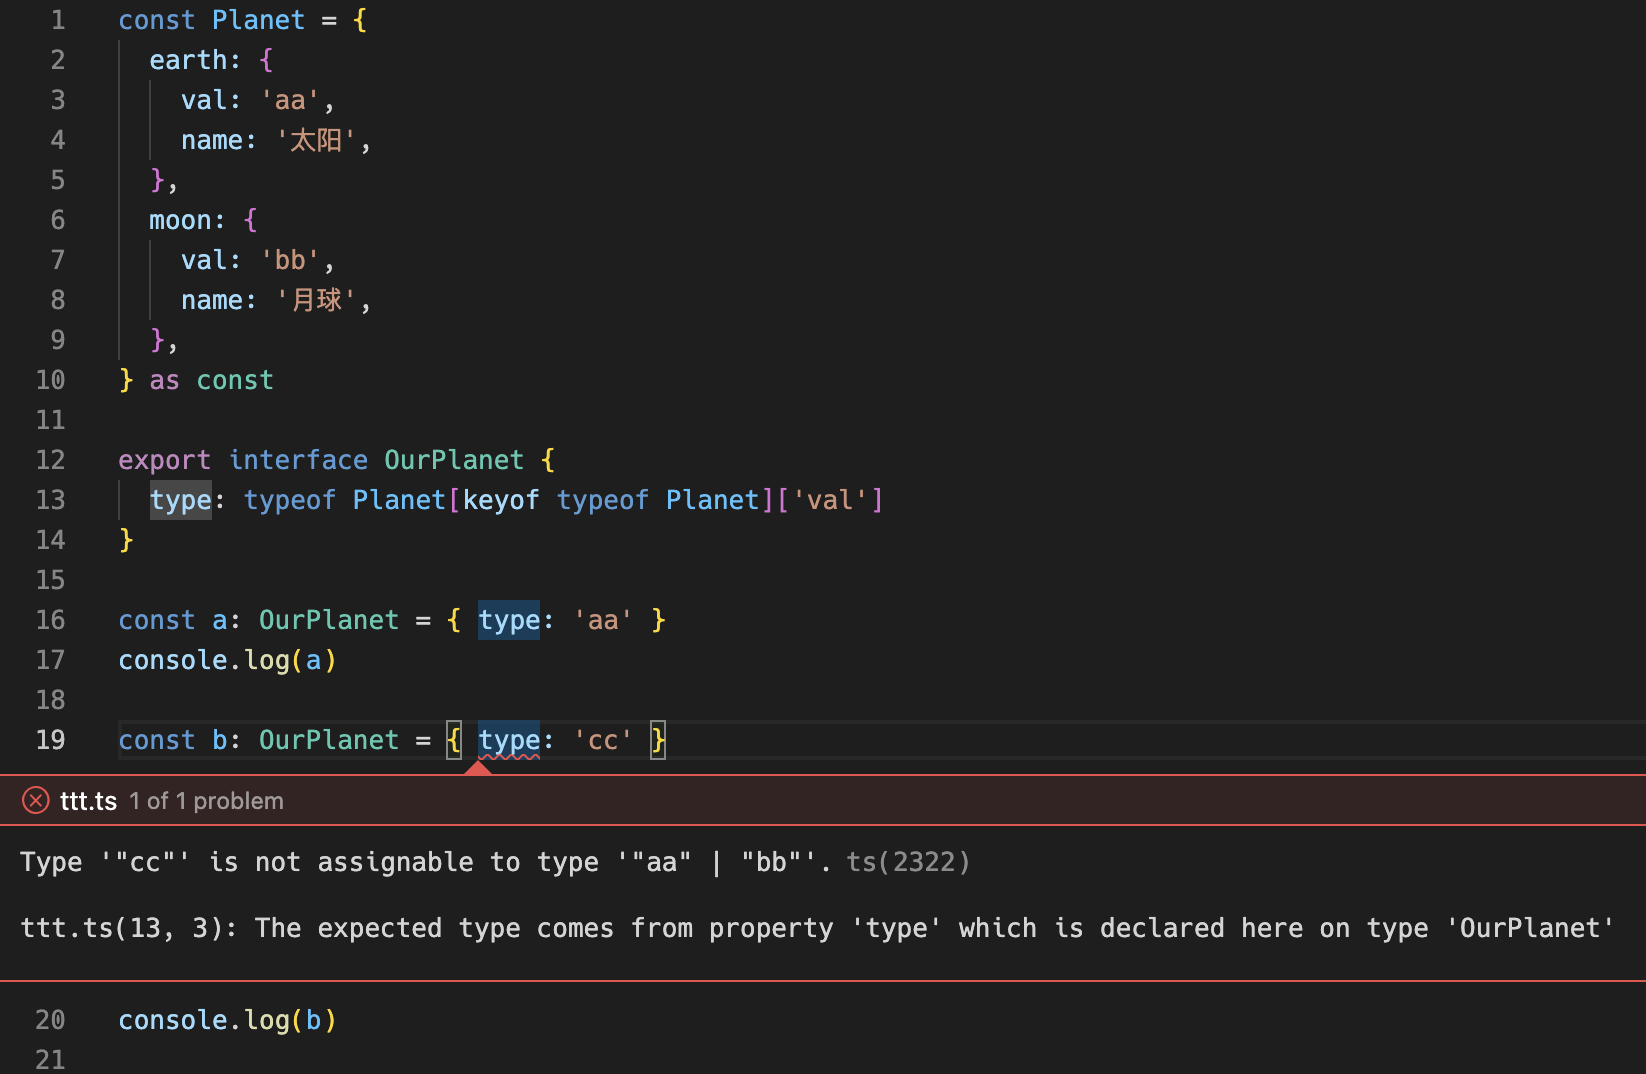 1 const Planet = {
2 earth: {
3 val: 'aa',
4 name: '太阳',
5 },
6 moon: {
7 val: 'bb',
8 name: '月球',
9 },
10 } as const
11
12 export interface OurPlanet {
13 type: typeof Planet[keyof typeof Planet]['val']
14 }
15
16 const a: OurPlanet = { type: 'aa' }
17 console.log(a)
18
19 const b: OurPlanet = { type: 'cc' }
ttt.ts 1 of 1 problem
Type '"cc"' is not assignable to type '"aa" | "bb"'. ts(2322)
ttt.ts(13, 3): The expected type comes from property 'type' which is declared here on type 'OurPlanet'
20 console.log(b)
21